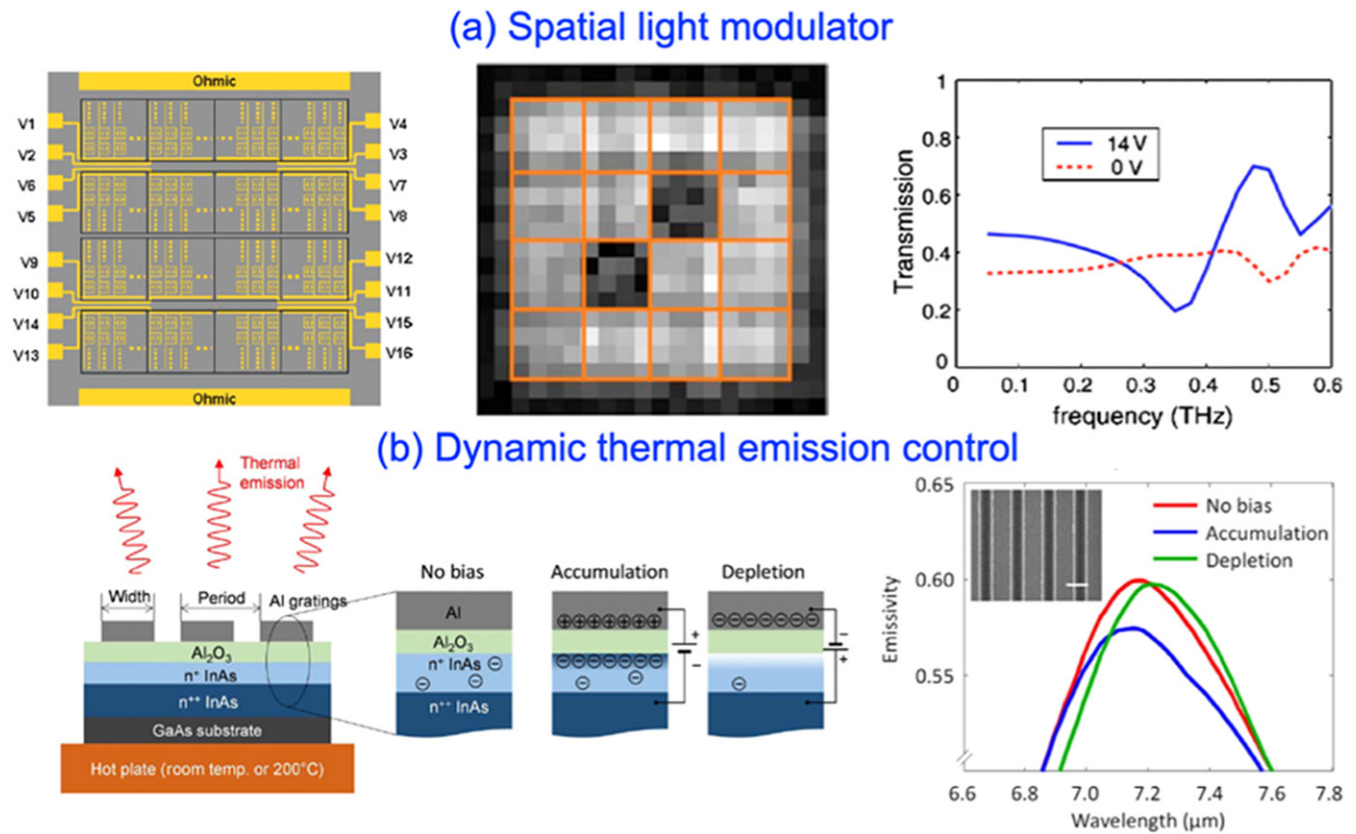 (a) Spatial light modulator
Ohmic
V1
V2
V6
V5
V9
V10
V14
V13
V4
V3
V7
V8
V12
V11
V15
V16
Ohmic
1
0.8
0.6
0.4
0.2
0
Transmission
14 V
0 V
0 0.1 0.2 0.3 0.4 0.5 0.6
frequency (THz)
(b) Dynamic thermal emission control
Thermal
emission
Width
Period
Al gratings
Al₂O₃
n⁺ InAs
n⁺⁺ InAs
GaAs substrate
Hot plate (room temp. or 200°C)
No bias
Al
Al₂O₃
n⁺ InAs
n⁺⁺ InAs
Accumulation
+
−
Depletion
−
+
0.65
0.60
0.55
Emissivity
No bias
Accumulation
Depletion
6.6 6.8 7.0 7.2 7.4 7.6 7.8
Wavelength (μm)